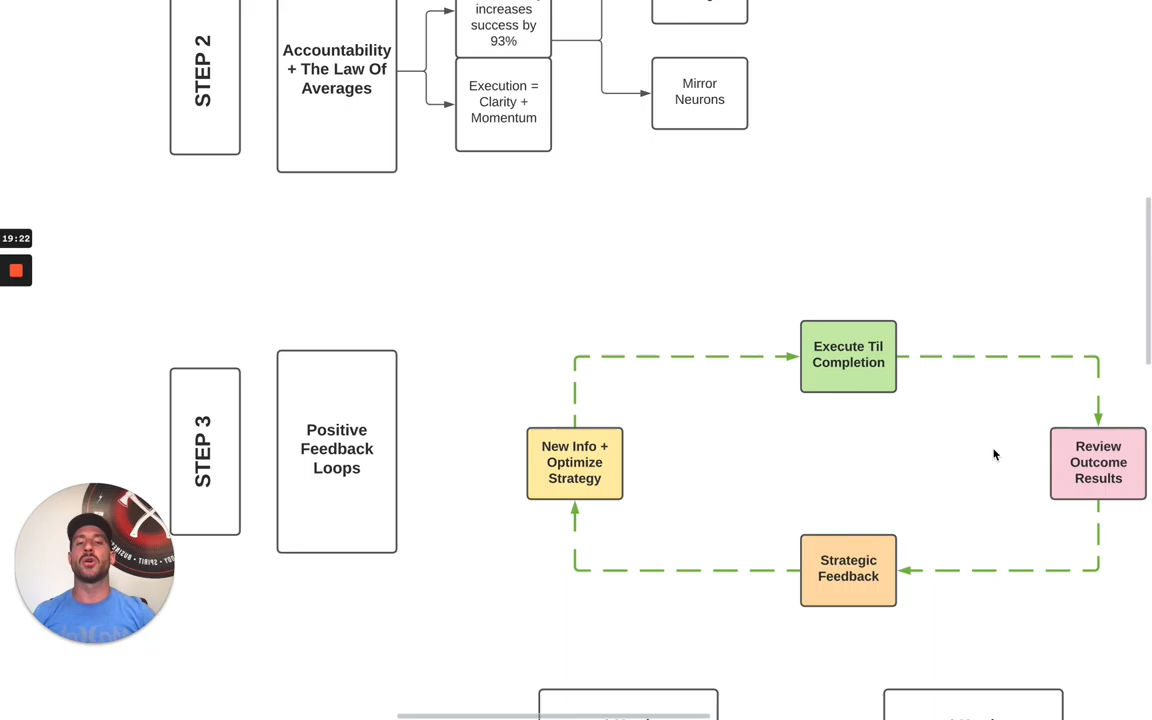 increases
success by
93%
STEP 2
Accountability
+ The Law Of
Averages
Execution =
Clarity +
Momentum
Mirror
Neurons
19:22
Execute Til
Completion
STEP 3
Positive
Feedback
Loops
New Info +
Optimize
Strategy
Review
Outcome
Results
Strategic
Feedback